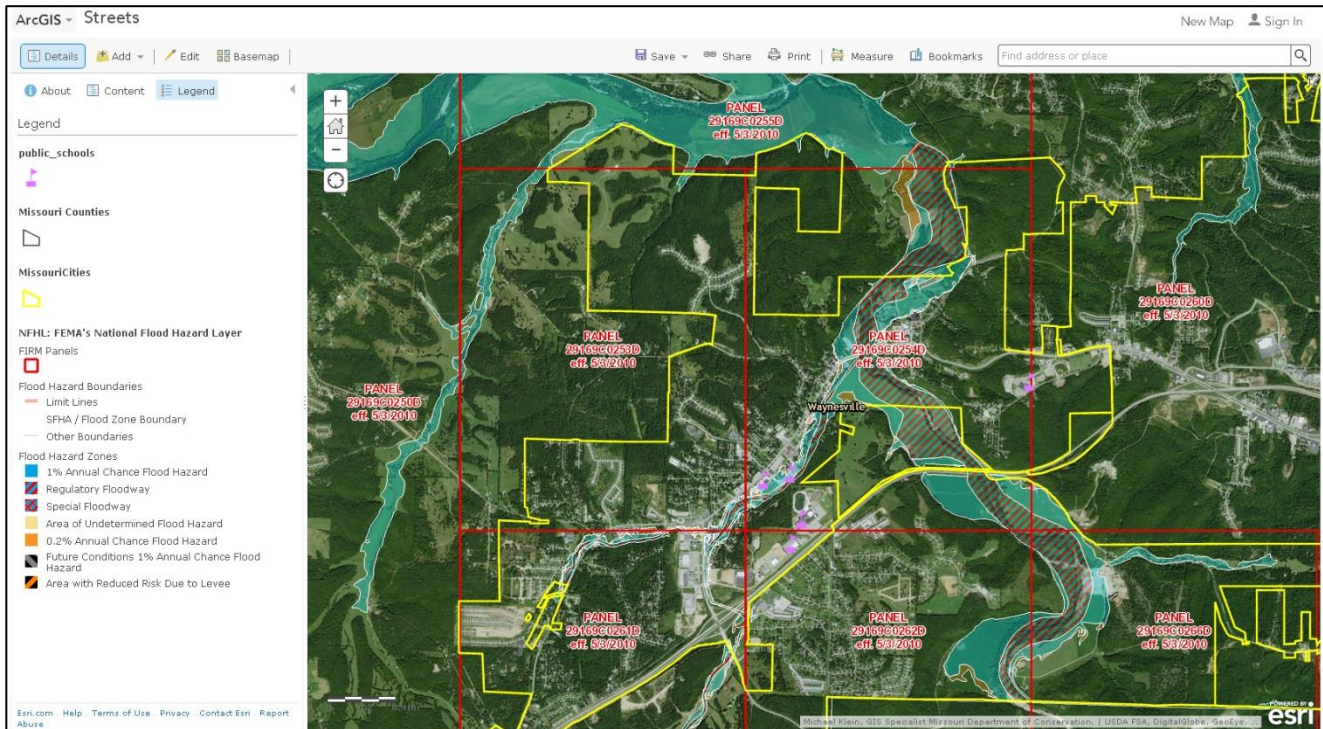 ArcGIS Streets
New Map Sign In
Details Add Edit Basemap Save Share Print Measure Bookmarks Find address or place
About Content Legend
Legend
public_schools
Missouri Counties
MissouriCities
NFHL: FEMA's National Flood Hazard Layer
FIRM Panels
Flood Hazard Boundaries
Limit Lines
SFHA / Flood Zone Boundary
Other Boundaries
Flood Hazard Zones
1% Annual Chance Flood Hazard
Regulatory Floodway
Special Floodway
Area of Undetermined Flood Hazard
0.2% Annual Chance Flood Hazard
Future Conditions 1% Annual Chance Flood
Hazard
Area with Reduced Risk Due to Levee
Esri.com . Help . Terms of Use . Privacy . Contact Esri . Report
Abuse
PANEL
29169C0255D
eff. 5/3/2010
PANEL
29169C0260D
eff. 5/3/2010
PANEL
29169C0253D
eff. 5/3/2010
PANEL
29169C0254D
eff. 5/3/2010
PANEL
29169C0250D
eff. 5/3/2010
Waynesville
PANEL
29169C0261D
eff. 5/3/2010
PANEL
29169C0262D
eff. 5/3/2010
PANEL
29169C0266D
eff. 5/3/2010
Michael Klein, GIS Specialist Missouri Department of Conservation. | USDA FSA, DigitalGlobe, GeoEye, ...
POWERED BY
esri